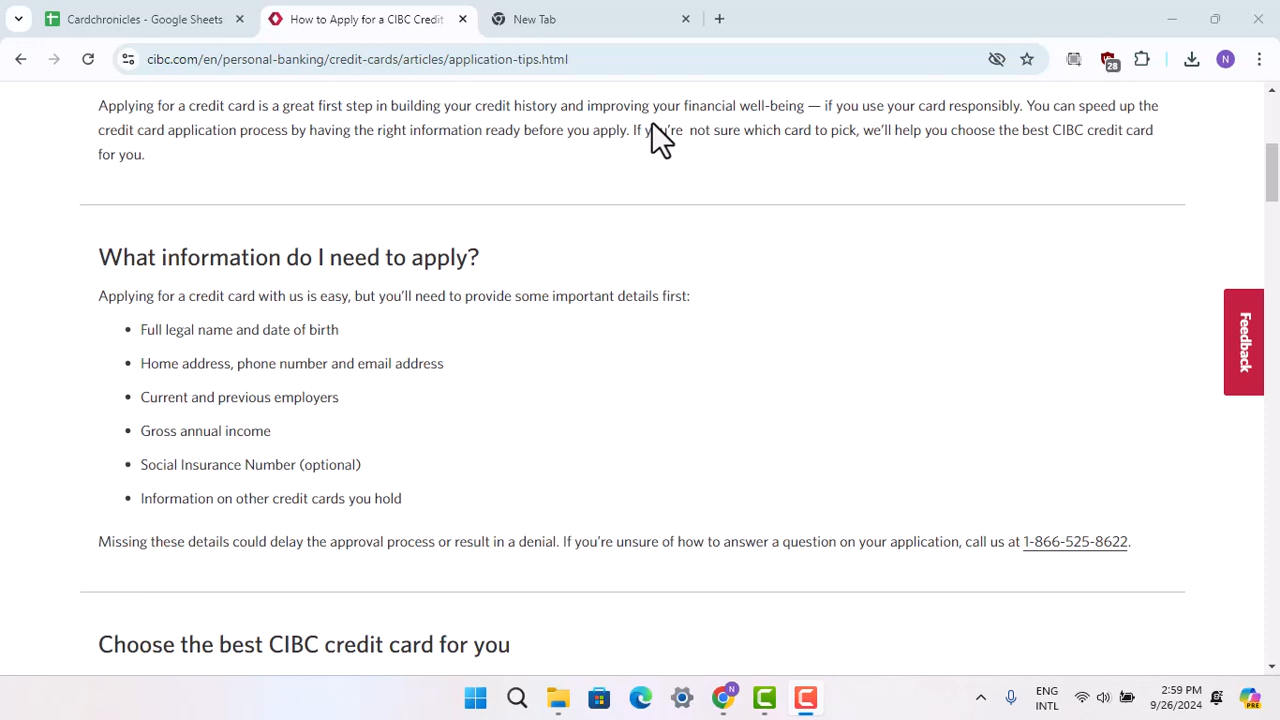 Cardchronicles - Google Sheets
How to Apply for a CIBC Credit
New Tab
cibc.com/en/personal-banking/credit-cards/articles/application-tips.html
28
N
Applying for a credit card is a great first step in building your credit history and improving your financial well-being — if you use your card responsibly. You can speed up the
credit card application process by having the right information ready before you apply. If you're not sure which card to pick, we'll help you choose the best CIBC credit card
for you.
What information do I need to apply?
Applying for a credit card with us is easy, but you'll need to provide some important details first:
• Full legal name and date of birth
• Home address, phone number and email address
• Current and previous employers
• Gross annual income
• Social Insurance Number (optional)
• Information on other credit cards you hold
Missing these details could delay the approval process or result in a denial. If you're unsure of how to answer a question on your application, call us at 1-866-525-8622.
Choose the best CIBC credit card for you
Feedback
N
ENG
INTL
2:59 PM
9/26/2024
PRE